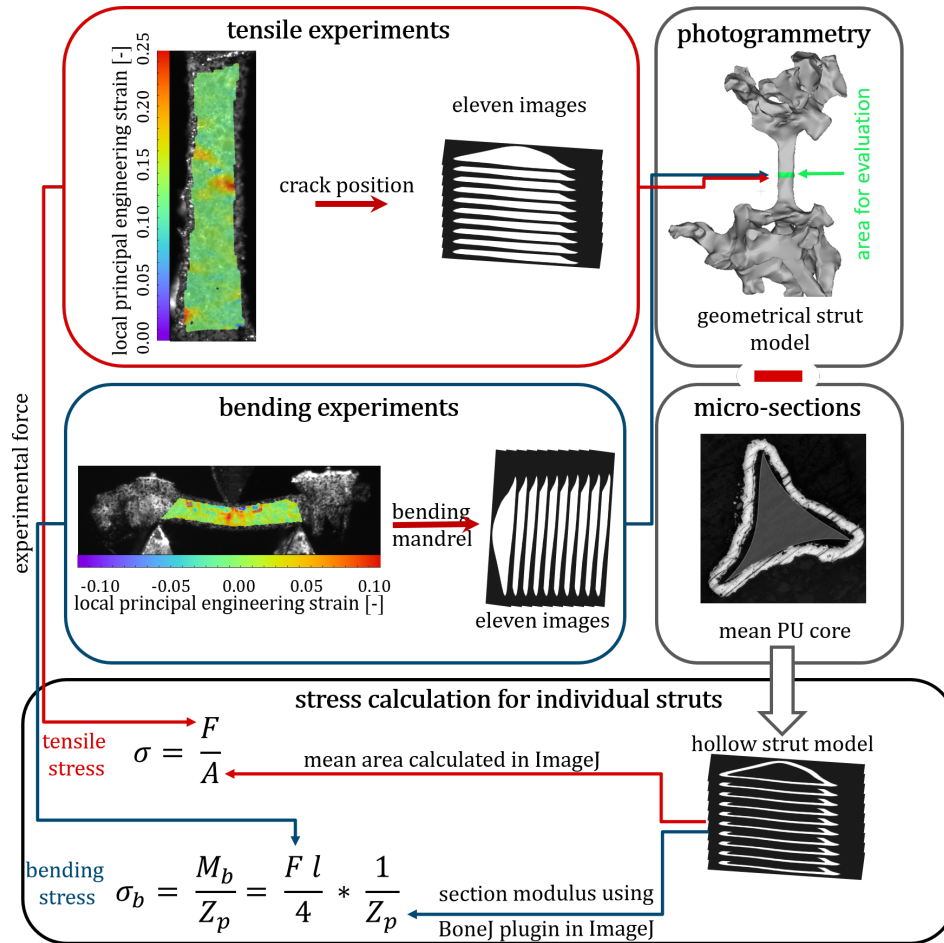 tensile experiments
local principal engineering strain [-]
0.25
0.20
0.15
0.10
0.05
0.00
crack position
eleven images
photogrammetry
area for evaluation
geometrical strut
model
experimental force
bending experiments
-0.10
-0.05
0.00
0.05
0.10
local principal engineering strain [-]
bending
mandrel
eleven images
micro-sections
mean PU core
stress calculation for individual struts
tensile
stress
σ = F / A
mean area calculated in ImageJ
hollow strut model
bending
stress
σ_b = M_b / Z_p = F l / 4 * 1 / Z_p
section modulus using
BoneJ plugin in ImageJ